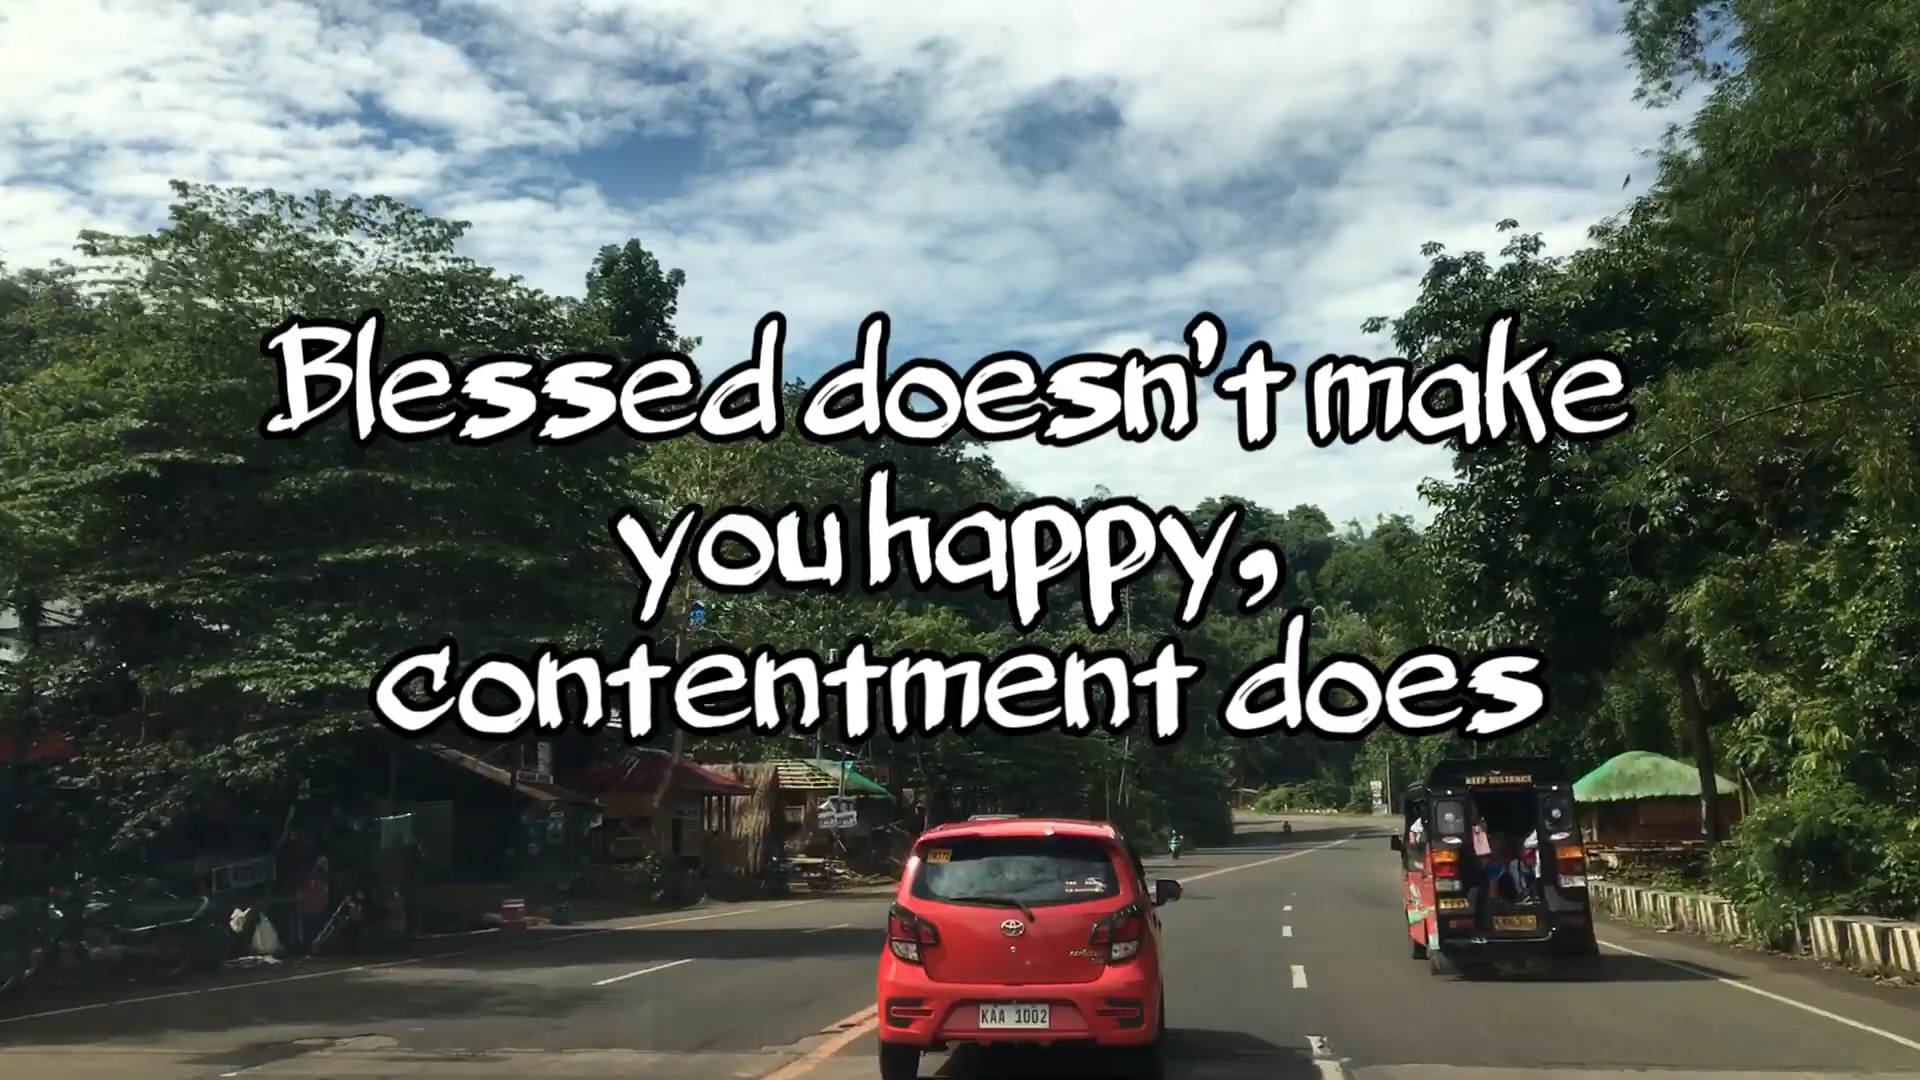 Blessed doesn't make
you happy,
contentment does
KEEP DISTANCE
KAA 1002